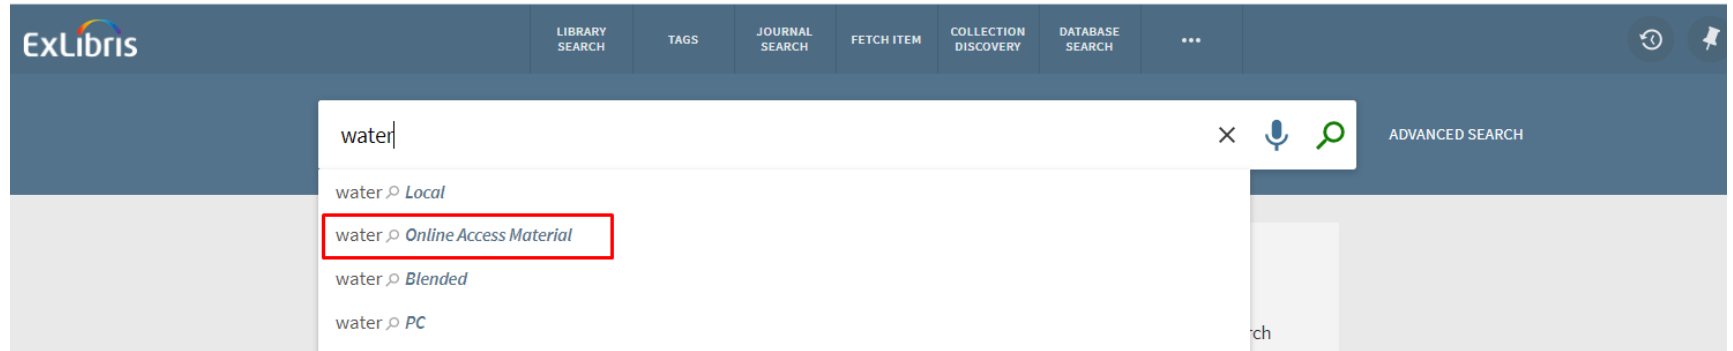 ExLibris
LIBRARY
SEARCH
TAGS
JOURNAL
SEARCH
FETCH ITEM
COLLECTION
DISCOVERY
DATABASE
SEARCH
water
ADVANCED SEARCH
water Local
water Online Access Material
water Blended
water PC
rch